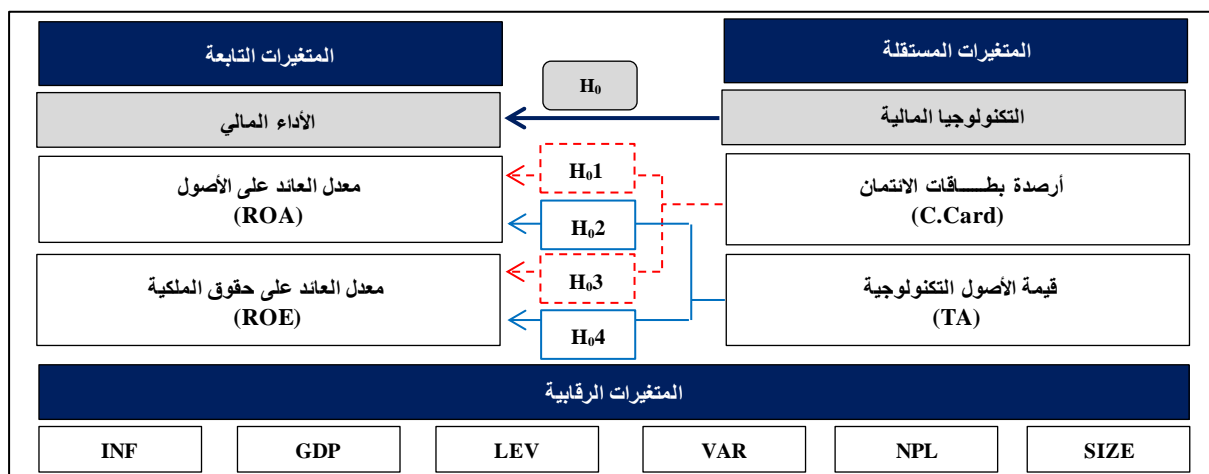 المتغيرات المستقلة
المتغيرات التابعة
H₀
التكنولوجيا المالية
الأداء المالي
أرصدة بطـــــاقات الائتمان
(C.Card)
H₀1
معدل العائد على الأصول
(ROA)
H₀2
قيمة الأصول التكنولوجية
(TA)
H₀3
معدل العائد على حقوق الملكية
(ROE)
H₀4
المتغيرات الرقابية
SIZE
NPL
VAR
LEV
GDP
INF